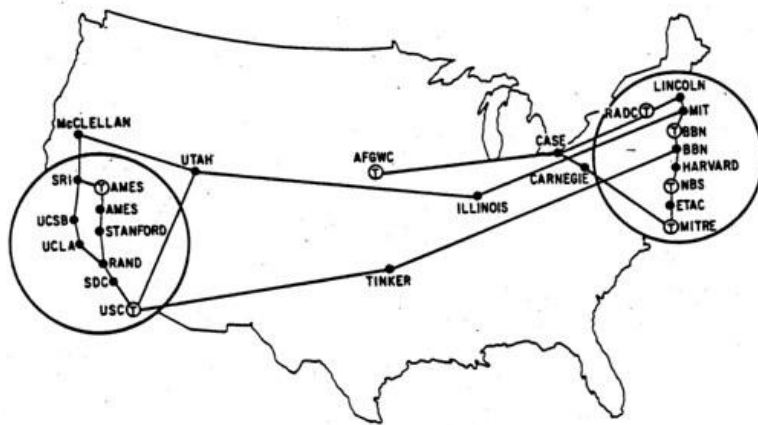 McCLELLAN
UTAH
SRI
T AMES
AMES
UCSB
STANFORD
UCLA
RAND
SDC
USC T
AFGWC
T
TINKER
ILLINOIS
CASE
CARNEGIE
LINCOLN
RADC T
MIT
T BBN
BBN
HARVARD
T NBS
ETAC
T MITRE